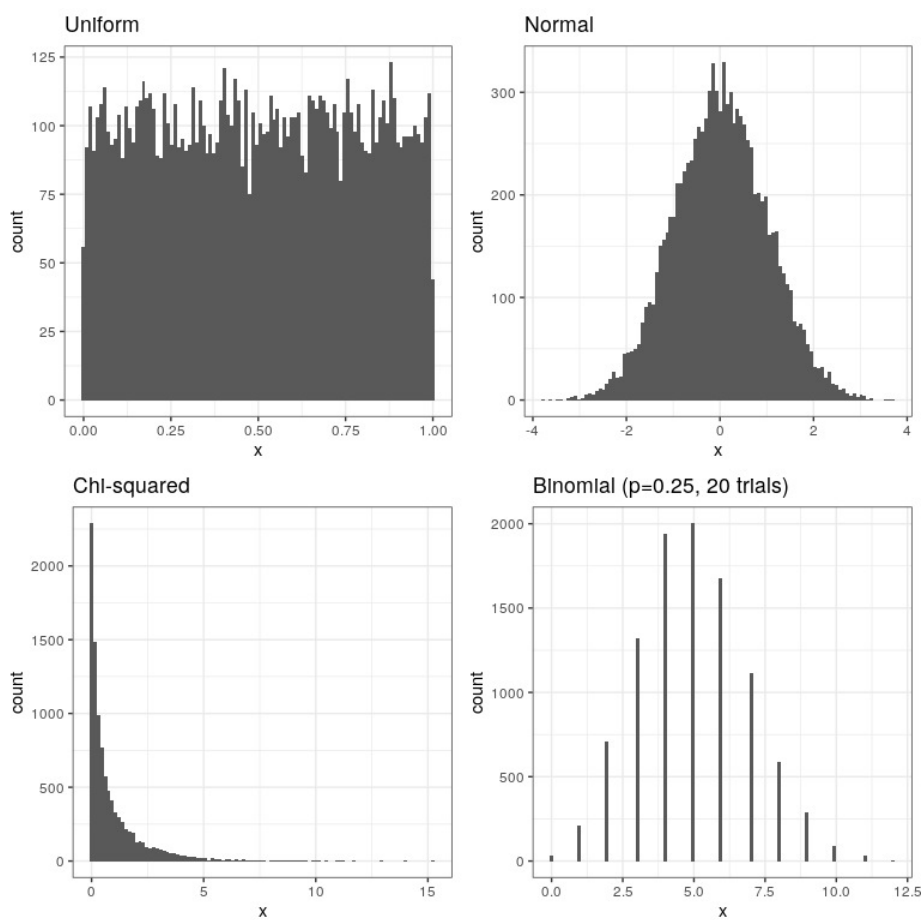 Uniform
125
100
75
50
25
0
count
0.00 0.25 0.50 0.75 1.00
x
Normal
300
200
100
0
count
-4 -2 0 2 4
x
Chi-squared
2000
1500
1000
500
0
count
0 5 10 15
x
Binomial (p=0.25, 20 trials)
2000
1500
1000
500
0
count
0.0 2.5 5.0 7.5 10.0 12.5
x